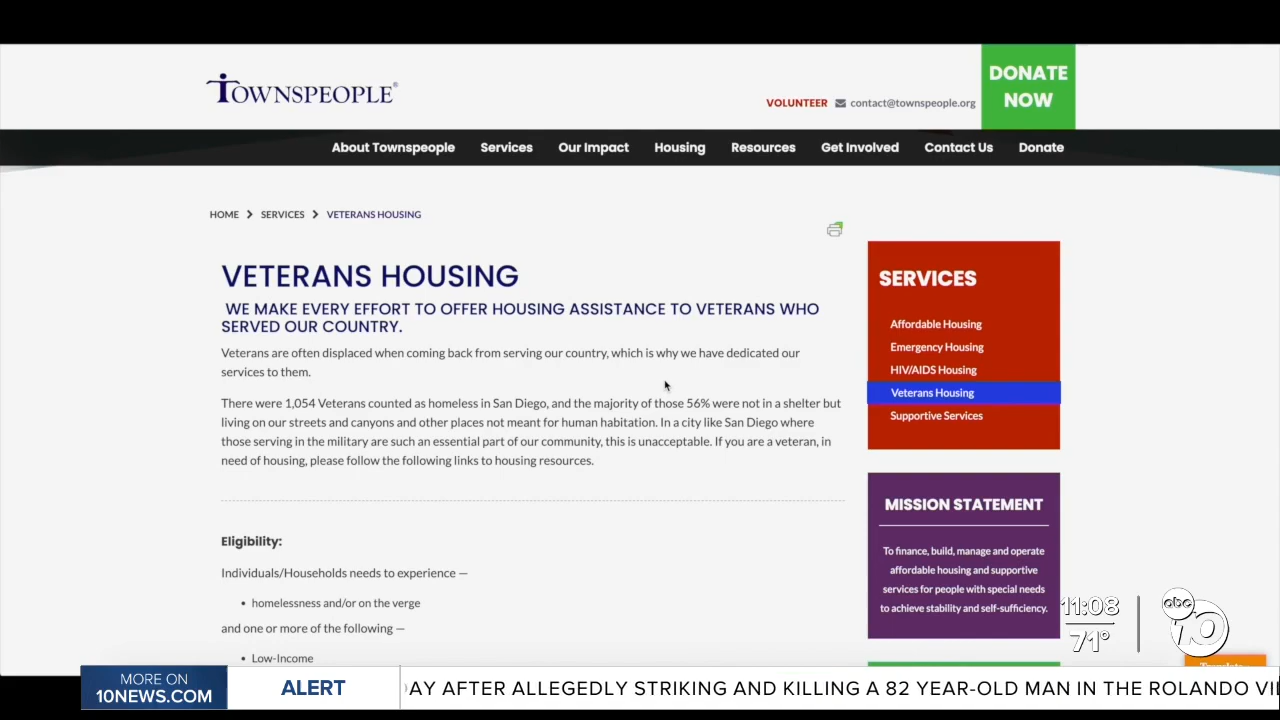 TOWNSPEOPLE®
VOLUNTEER contact@townspeople.org
DONATE
NOW
About Townspeople Services Our Impact Housing Resources Get Involved Contact Us Donate
HOME > SERVICES > VETERANS HOUSING
VETERANS HOUSING
WE MAKE EVERY EFFORT TO OFFER HOUSING ASSISTANCE TO VETERANS WHO
SERVED OUR COUNTRY.
Veterans are often displaced when coming back from serving our country, which is why we have dedicated our
services to them.
There were 1,054 Veterans counted as homeless in San Diego, and the majority of those 56% were not in a shelter but
living on our streets and canyons and other places not meant for human habitation. In a city like San Diego where
those serving in the military are such an essential part of our community, this is unacceptable. If you are a veteran, in
need of housing, please follow the following links to housing resources.
Eligibility:
Individuals/Households needs to experience —
• homelessness and/or on the verge
and one or more of the following —
• Low-Income
SERVICES
Affordable Housing
Emergency Housing
HIV/AIDS Housing
Veterans Housing
Supportive Services
MISSION STATEMENT
To finance, build, manage and operate
affordable housing and supportive
services for people with special needs
to achieve stability and self-sufficiency.
11:08
71°
abc
10
MORE ON
10NEWS.COM
ALERT
AY AFTER ALLEGEDLY STRIKING AND KILLING A 82 YEAR-OLD MAN IN THE ROLANDO